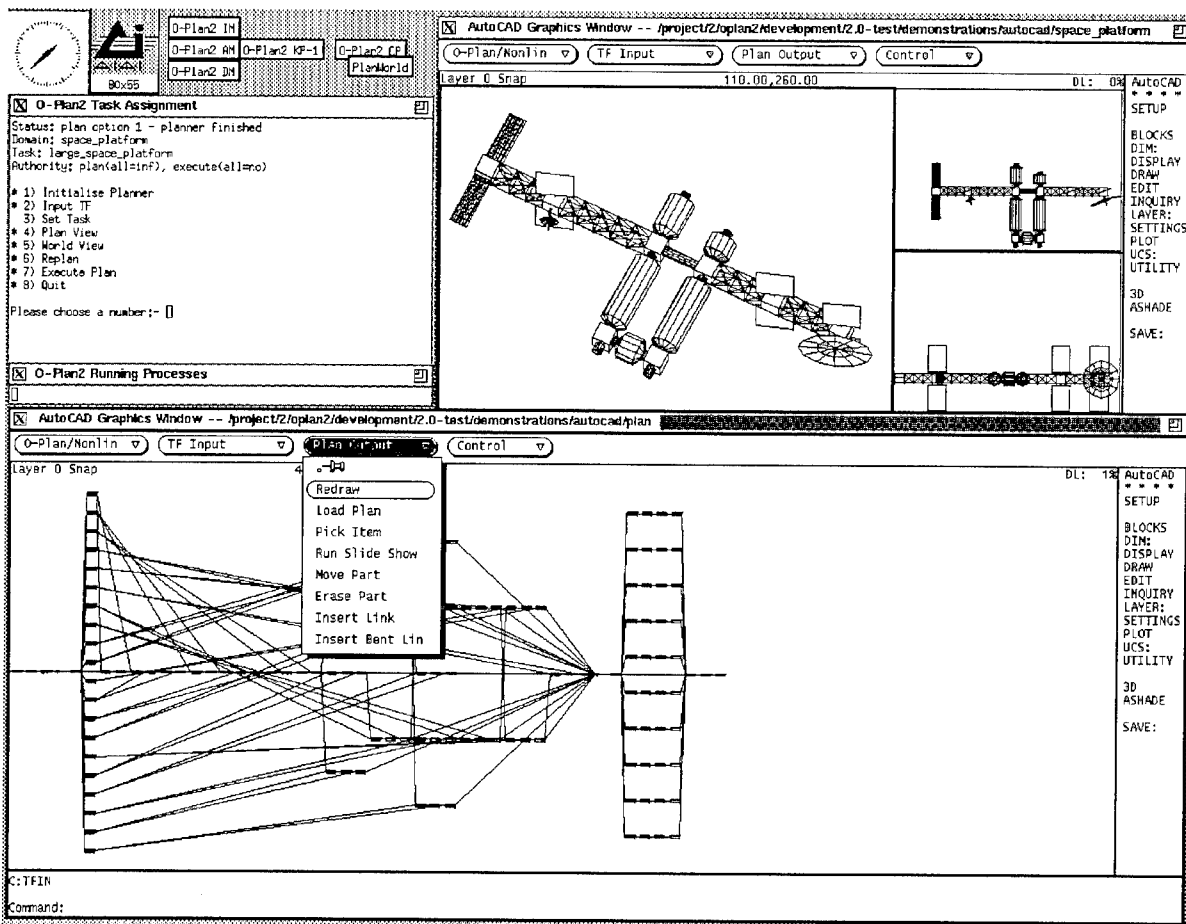 80x55
O-Plan2 IM
O-Plan2 AM
O-Plan2 KP-1
O-Plan2 CP
O-Plan2 DM
PlanWorld
O-Plan2 Task Assignment
Status: plan option 1 - planner finished
Domain: space_platform
Task: large_space_platform
Authority: plan(all=inf), execute(all=no)
* 1) Initialise Planner
* 2) Input TF
3) Set Task
* 4) Plan View
* 5) World View
* 6) Replan
* 7) Execute Plan
* 8) Quit
Please choose a number:-
O-Plan2 Running Processes
AutoCAD Graphics Window -- /project/2/oplan2/development/2.0-test/demonstrations/autocad/space_platform
O-Plan/Nonlin TF Input Plan Output Control
Layer 0 Snap 110.00,260.00 DL: 0% AutoCAD
* * * *
SETUP
BLOCKS
DIM:
DISPLAY
DRAW
EDIT
INQUIRY
LAYER:
SETTINGS
PLOT
UCS:
UTILITY
3D
ASHADE
SAVE:
AutoCAD Graphics Window -- /project/2/oplan2/development/2.0-test/demonstrations/autocad/plan
O-Plan/Nonlin TF Input Plan Output Control
Layer 0 Snap 4 DL: 1% AutoCAD
* * * *
Redraw
Load Plan
Pick Item
Run Slide Show
Move Part
Erase Part
Insert Link
Insert Bent Lin
SETUP
BLOCKS
DIM:
DISPLAY
DRAW
EDIT
INQUIRY
LAYER:
SETTINGS
PLOT
UCS:
UTILITY
3D
ASHADE
SAVE:
C:TFIN
Command: